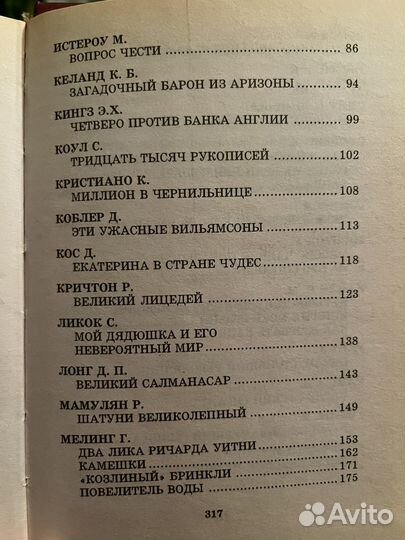 ИСТЕРОУ М.
ВОПРОС ЧЕСТИ ........ 86
КЕЛАНД К. Б.
ЗАГАДОЧНЫЙ БАРОН ИЗ АРИЗОНЫ ........ 94
КИНГЗ Э.Х.
ЧЕТВЕРО ПРОТИВ БАНКА АНГЛИИ ........ 99
КОУЛ С.
ТРИДЦАТЬ ТЫСЯЧ РУКОПИСЕЙ ........ 102
КРИСТИАНО К.
МИЛЛИОН В ЧЕРНИЛЬНИЦЕ ........ 108
КОБЛЕР Д.
ЭТИ УЖАСНЫЕ ВИЛЬЯМСОНЫ ........ 113
КОС Д.
ЕКАТЕРИНА В СТРАНЕ ЧУДЕС ........ 118
КРИЧТОН Р.
ВЕЛИКИЙ ЛИЦЕДЕЙ ........ 123
ЛИКОК С.
МОЙ ДЯДЮШКА И ЕГО
НЕВЕРОЯТНЫЙ МИР ........ 138
ЛОНГ Д. П.
ВЕЛИКИЙ САЛМАНАСАР ........ 143
МАМУЛЯН Р.
ШАТУНИ ВЕЛИКОЛЕПНЫЙ ........ 149
МЕЛИНГ Г.
ДВА ЛИКА РИЧАРДА УИТНИ ........ 153
КАМЕШКИ ........ 162
«КОЗЛИНЫЙ» БРИНКЛИ ........ 171
ПОВЕЛИТЕЛЬ ВОДЫ ........ 175
317
Avito